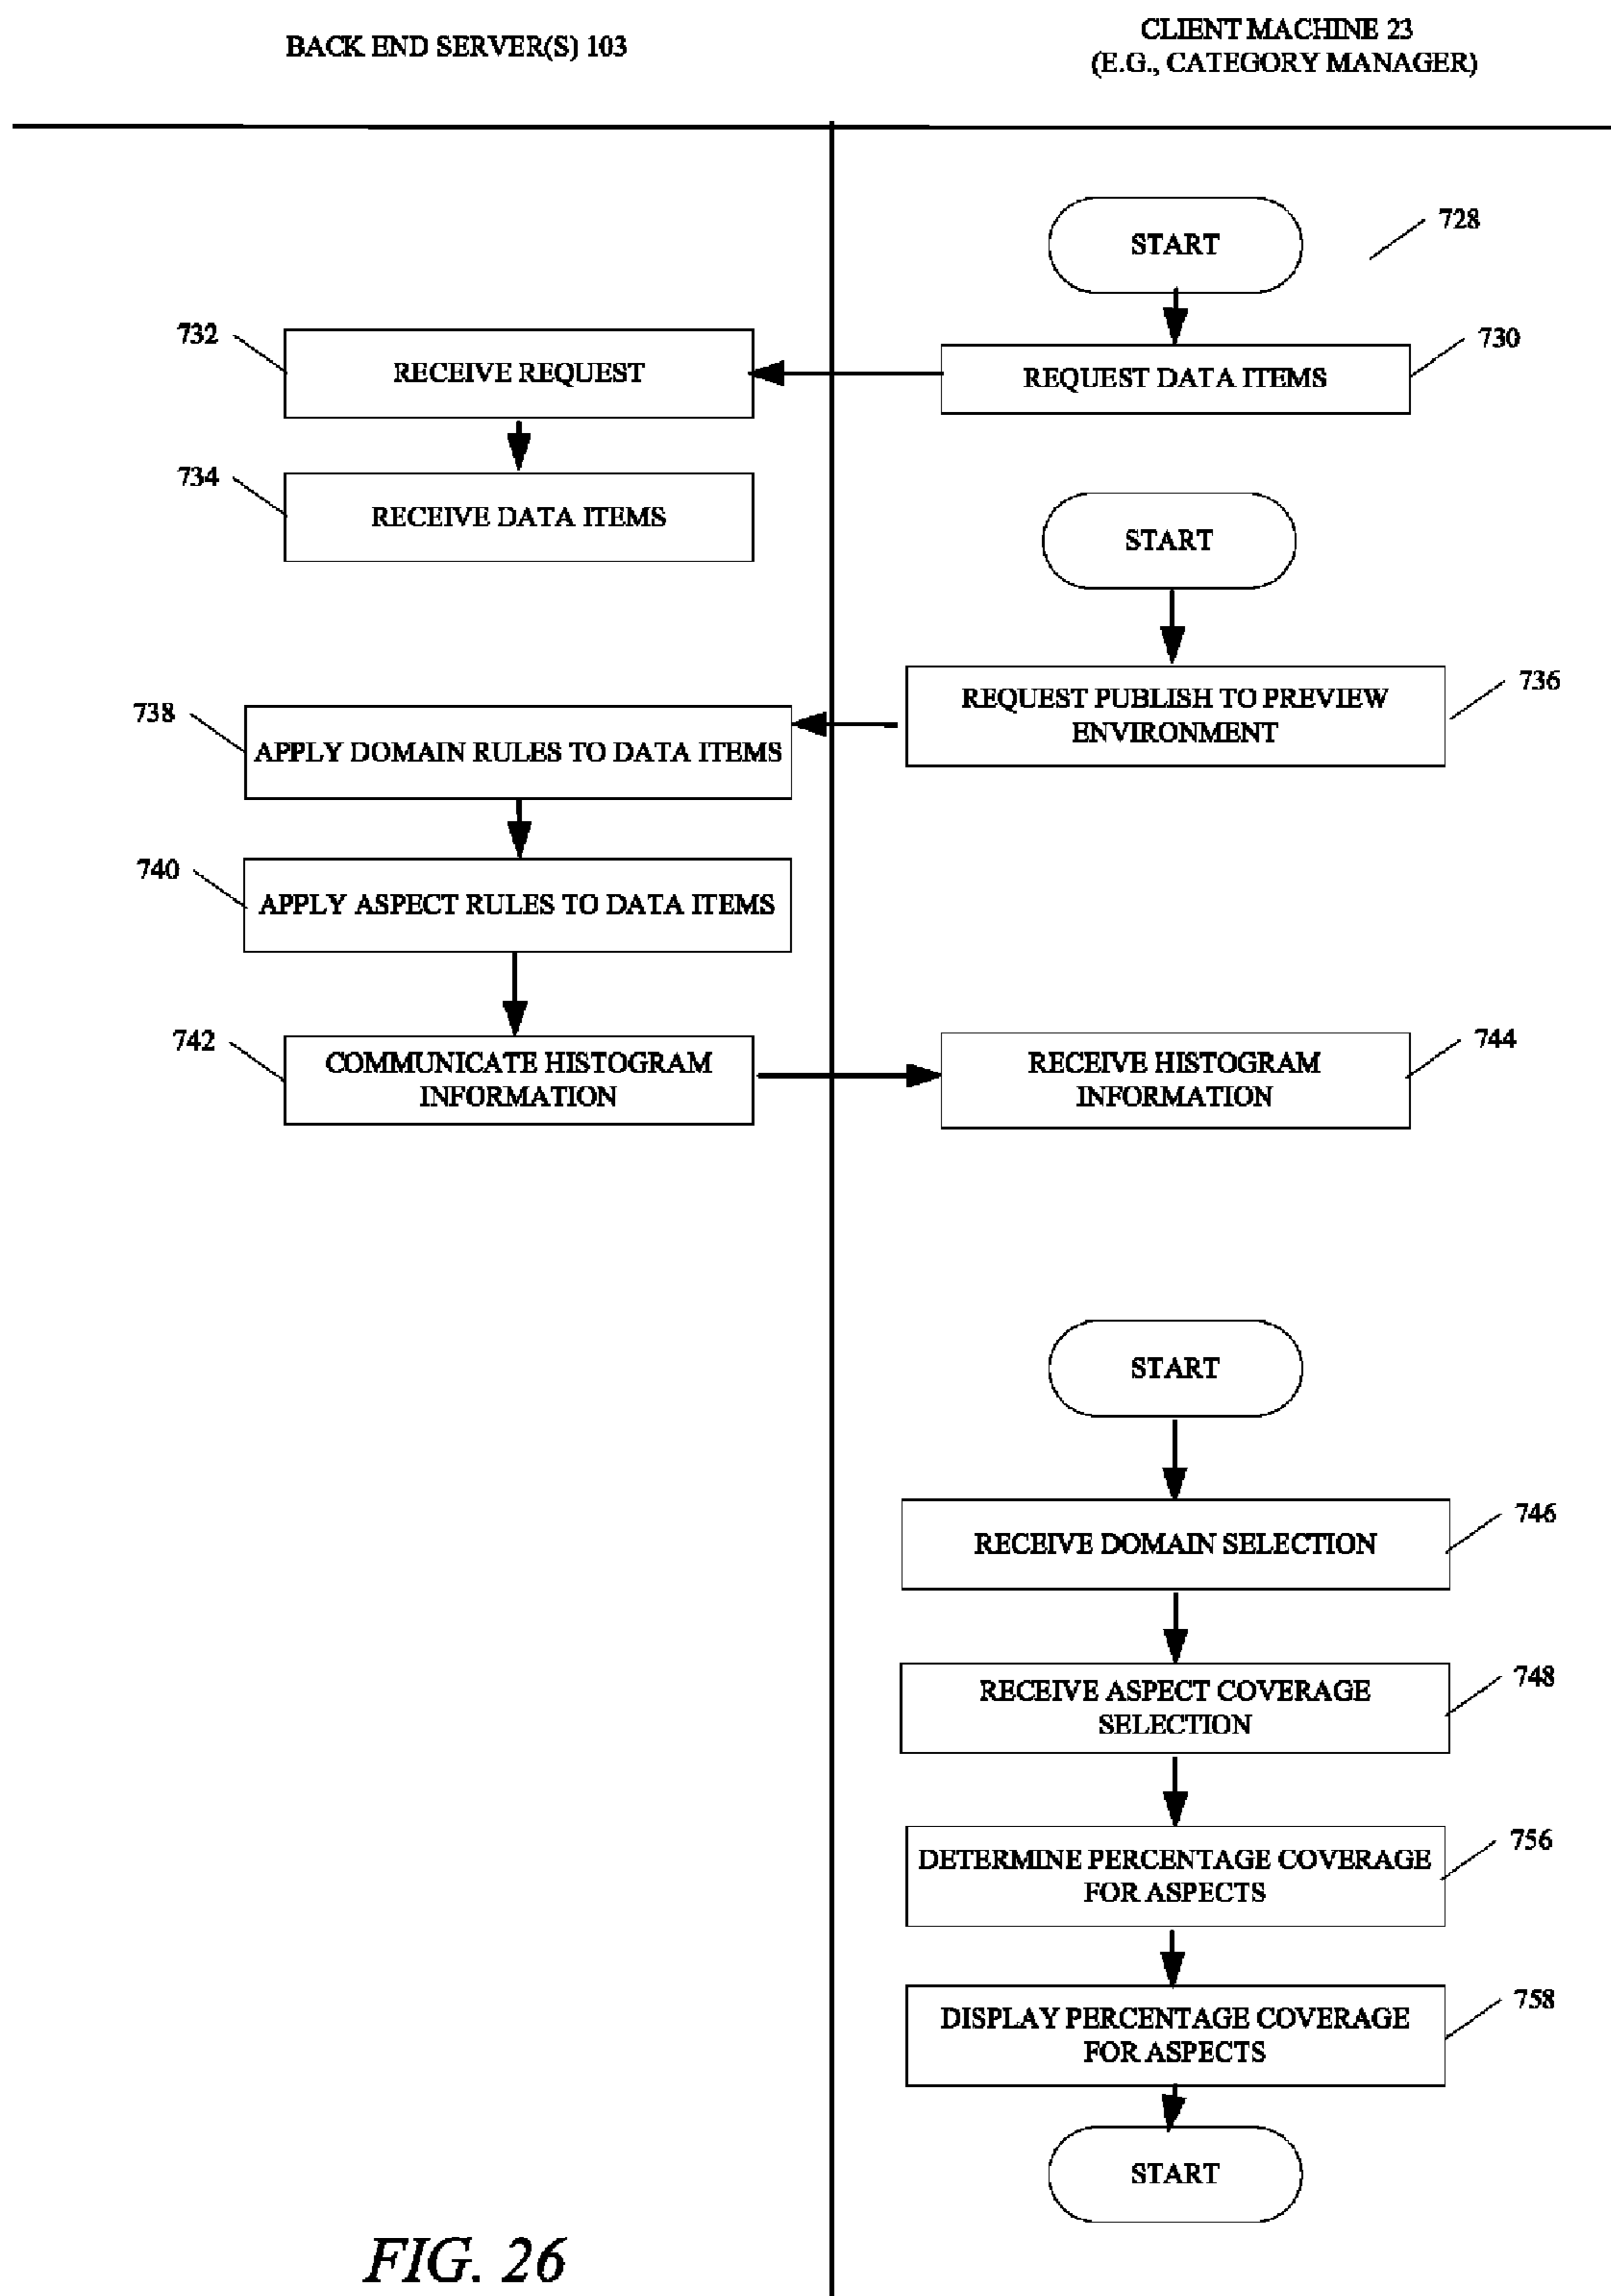 BACK END SERVER(S) 103
CLIENT MACHINE 23
(E.G., CATEGORY MANAGER)
START
728
732
RECEIVE REQUEST
REQUEST DATA ITEMS
730
734
RECEIVE DATA ITEMS
START
738
APPLY DOMAIN RULES TO DATA ITEMS
REQUEST PUBLISH TO PREVIEW
ENVIRONMENT
736
740
APPLY ASPECT RULES TO DATA ITEMS
742
COMMUNICATE HISTOGRAM
INFORMATION
RECEIVE HISTOGRAM
INFORMATION
744
START
RECEIVE DOMAIN SELECTION
746
RECEIVE ASPECT COVERAGE
SELECTION
748
DETERMINE PERCENTAGE COVERAGE
FOR ASPECTS
756
DISPLAY PERCENTAGE COVERAGE
FOR ASPECTS
758
START
FIG. 26